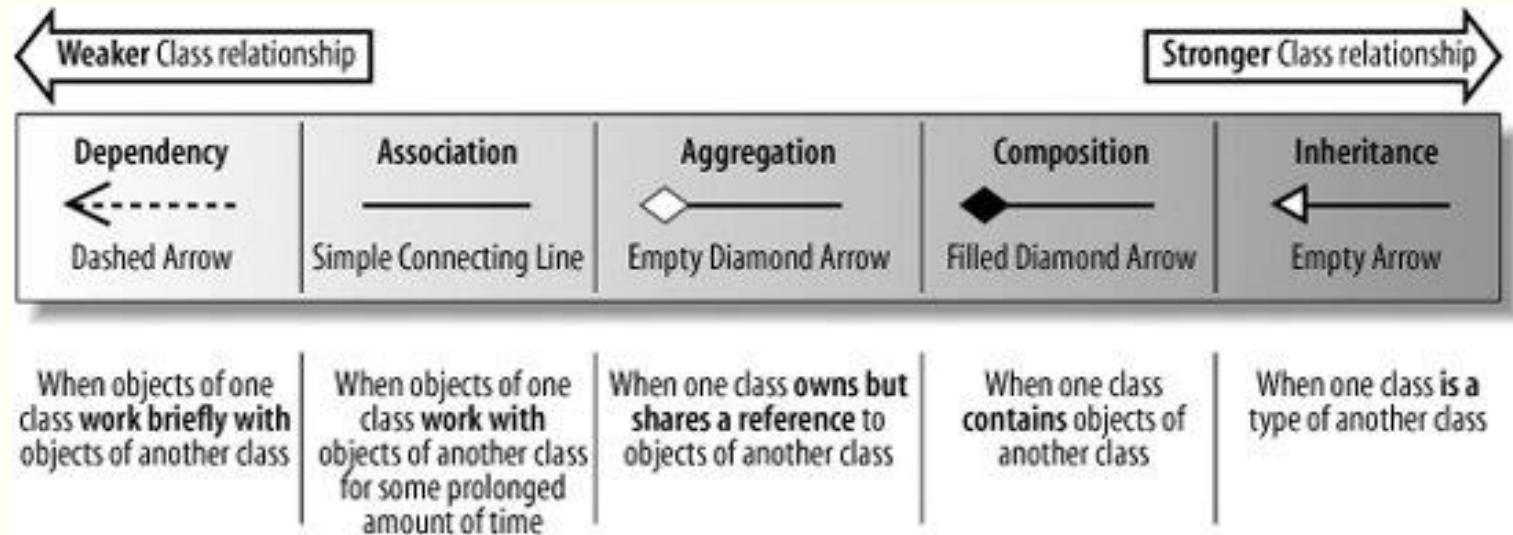 Weaker Class relationship
Stronger Class relationship
Dependency
Dashed Arrow
Association
Simple Connecting Line
Aggregation
Empty Diamond Arrow
Composition
Filled Diamond Arrow
Inheritance
Empty Arrow
When objects of one
class work briefly with
objects of another class
When objects of one
class work with
objects of another class
for some prolonged
amount of time
When one class owns but
shares a reference to
objects of another class
When one class
contains objects of
another class
When one class is a
type of another class